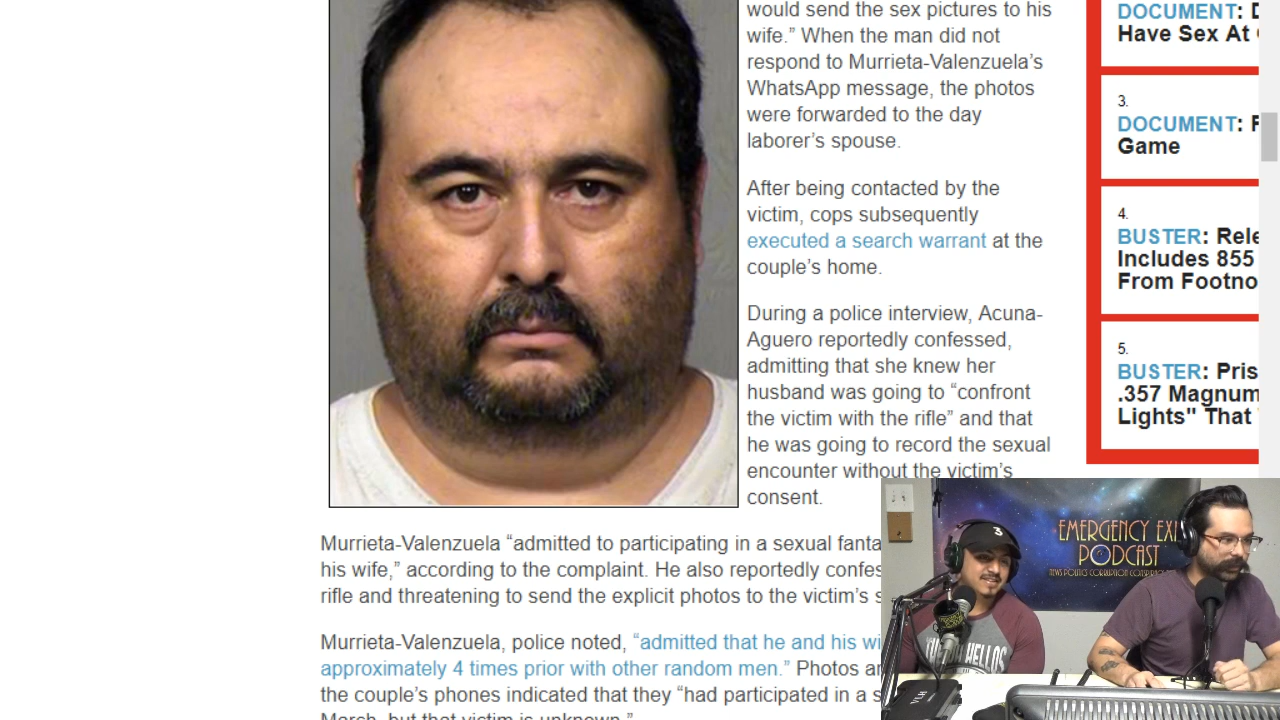 would send the sex pictures to his
wife.” When the man did not
respond to Murrieta-Valenzuela’s
WhatsApp message, the photos
were forwarded to the day
laborer’s spouse.
After being contacted by the
victim, cops subsequently
executed a search warrant at the
couple’s home.
During a police interview, Acuna-
Aguero reportedly confessed,
admitting that she knew her
husband was going to “confront
the victim with the rifle” and that
he was going to record the sexual
encounter without the victim’s
consent.
Murrieta-Valenzuela “admitted to participating in a sexual fanta
his wife,” according to the complaint. He also reportedly confes
rifle and threatening to send the explicit photos to the victim’s s
Murrieta-Valenzuela, police noted, “admitted that he and his wi
approximately 4 times prior with other random men.” Photos an
the couple’s phones indicated that they “had participated in a s
March, but that victim is unknown.”
DOCUMENT: D
Have Sex At
3.
DOCUMENT: F
Game
4.
BUSTER: Rele
Includes 855
From Footno
5.
BUSTER: Pris
.357 Magnum
Lights" That
EMERGENCY EXI
PODCAST
NEWS POLITICS CORRUPTION
3
HELLOS
VLH